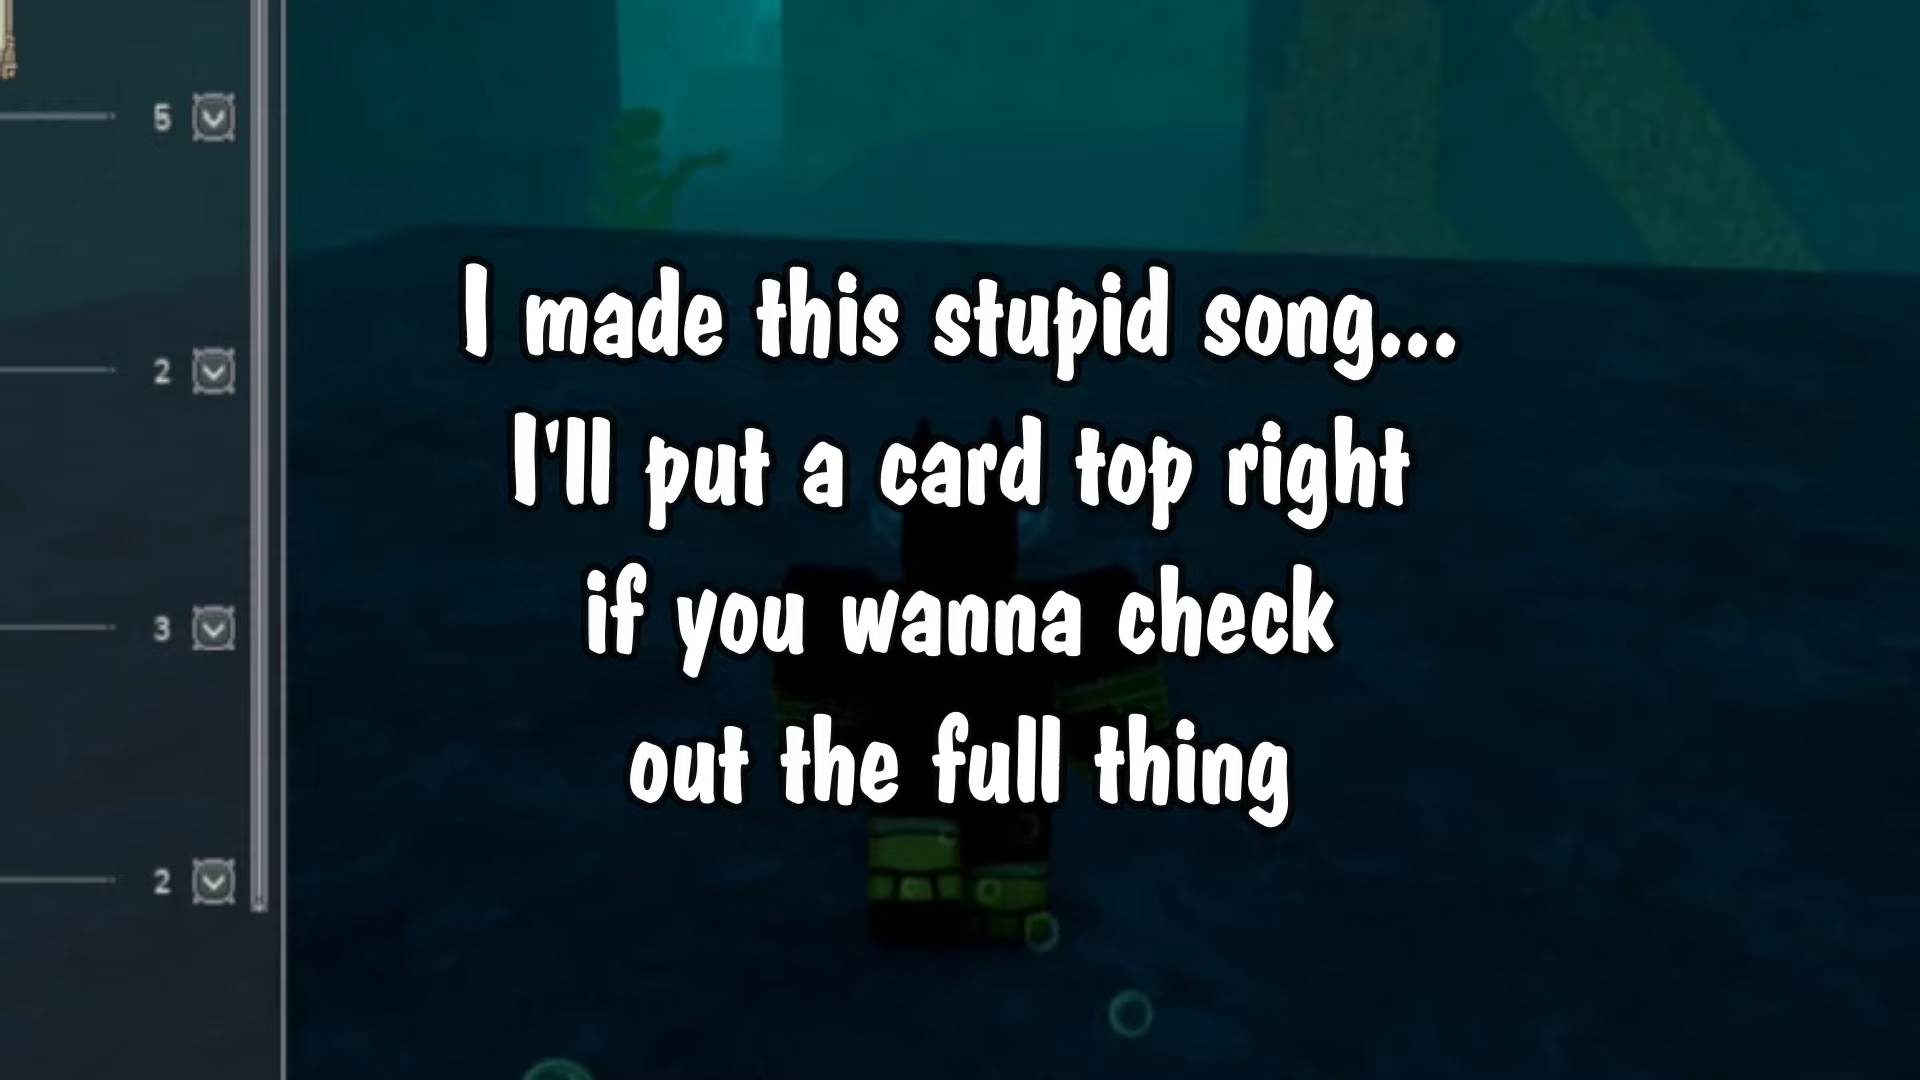 5
2
3
2
I made this stupid song...
I'll put a card top right
if you wanna check
out the full thing